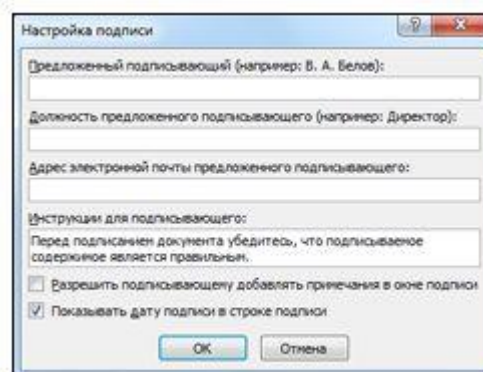 Настройка подписи
Предложенный подписывающий (например: В. А. Белов):
Должность предложенного подписывающего (например: Директор):
Адрес электронной почты предложенного подписывающего:
Инструкции для подписывающего:
Перед подписанием документа убедитесь, что подписываемое
содержимое является правильным.
Разрешить подписывающему добавлять примечания в окне подписи
Показывать дату подписи в строке подписи
ОК Отмена